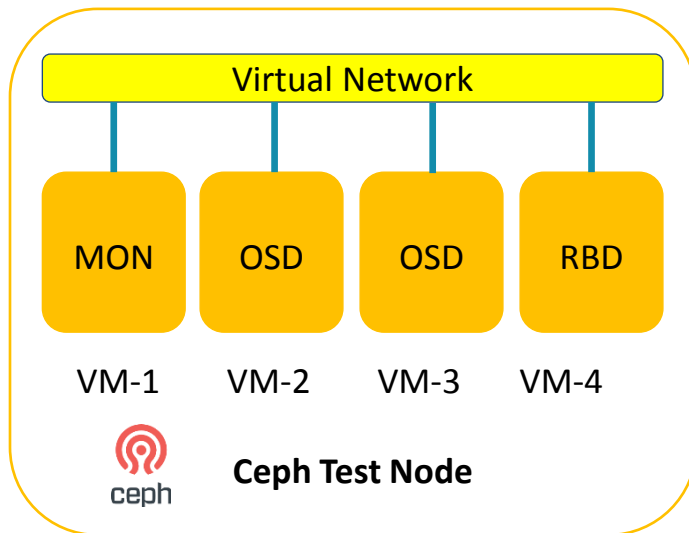 Virtual Network
MON OSD OSD RBD
VM-1 VM-2 VM-3 VM-4
ceph
Ceph Test Node